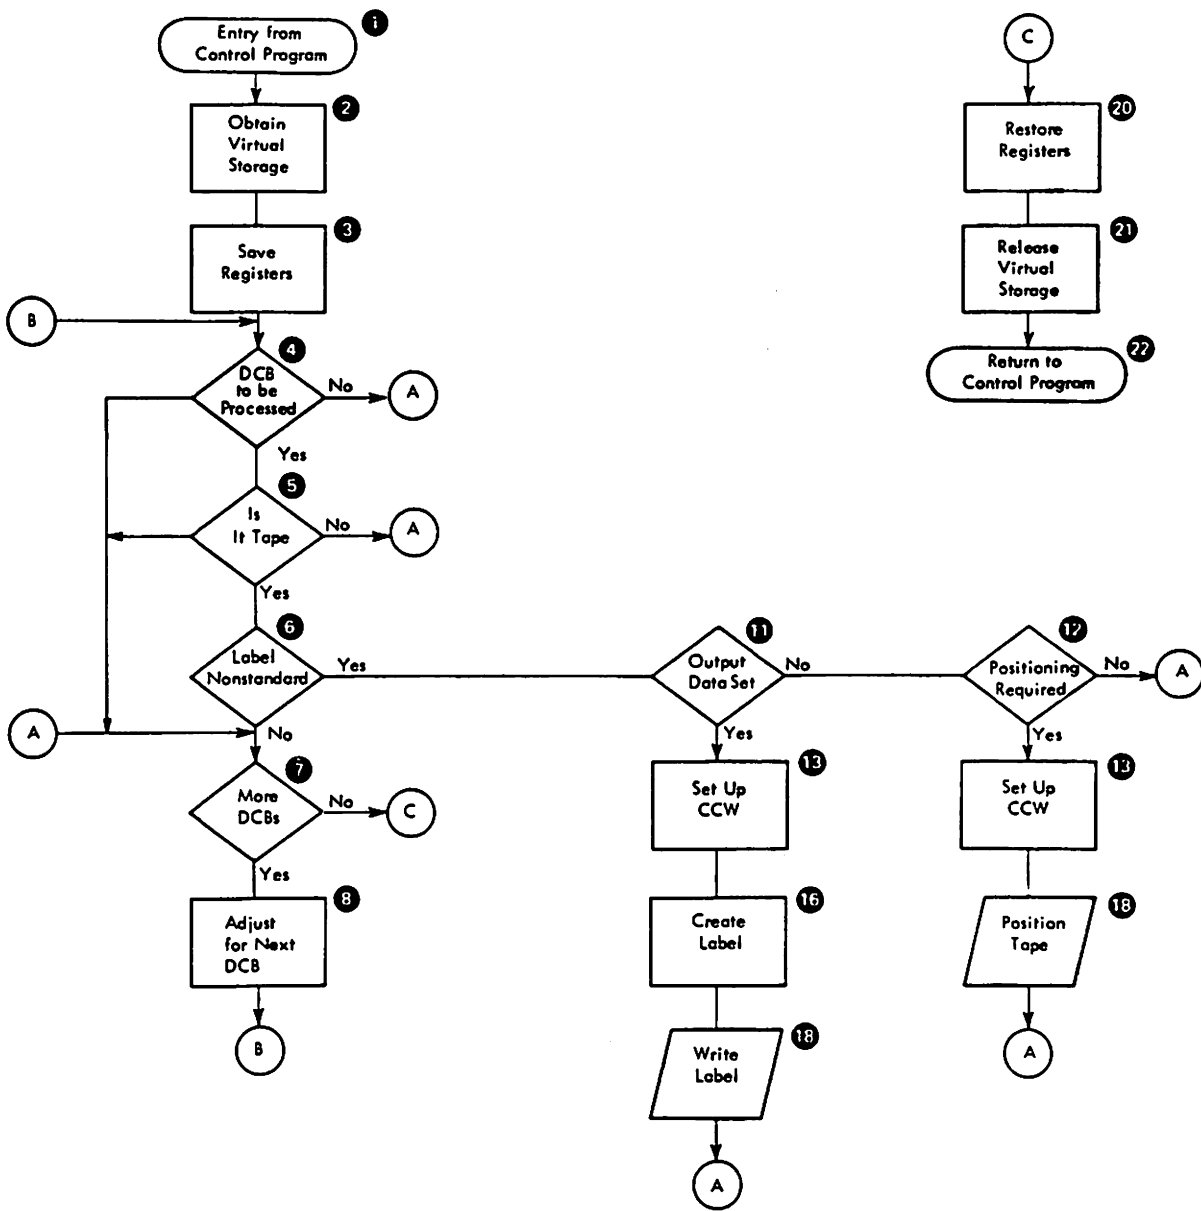 Entry from
Control Program
1
Obtain
Virtual
Storage
2
Save
Registers
3
B
DCB
to be
Processed
4
No
A
Yes
Is
It Tape
5
No
A
Yes
Label
Nonstandard
6
Yes
No
A
More
DCBs
7
No
C
Yes
Adjust
for Next
DCB
8
B
Output
Data Set
11
No
Yes
Set Up
CCW
13
Create
Label
16
Write
Label
18
A
Positioning
Required
12
No
A
Yes
Set Up
CCW
13
Position
Tape
18
A
C
Restore
Registers
20
Release
Virtual
Storage
21
Return to
Control Program
22